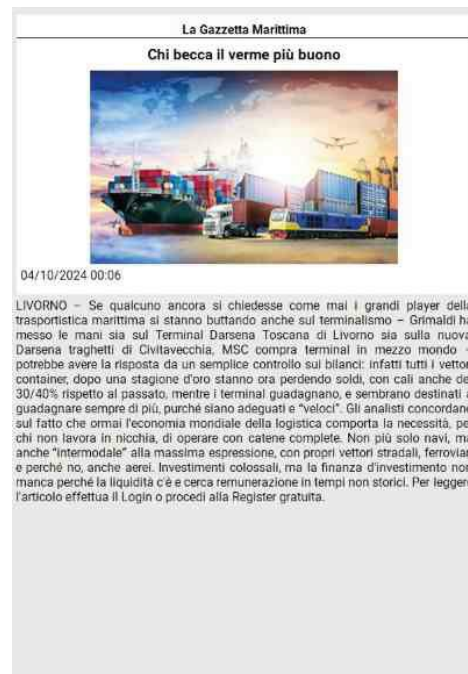 La Gazzetta Marittima
Chi becca il verme più buono
04/10/2024 00:06
LIVORNO – Se qualcuno ancora si chiedesse come mai i grandi player della
trasportistica marittima si stanno buttando anche sul terminalismo – Grimaldi ha
messo le mani sia sul Terminal Darsena Toscana di Livorno sia sulla nuova
Darsena traghetti di Civitavecchia, MSC compra terminal in mezzo mondo –
potrebbe avere la risposta da un semplice controllo sui bilanci: infatti tutti i vettori
container, dopo una stagione d'oro stanno ora perdendo soldi, con cali anche del
30/40% rispetto al passato, mentre i terminal guadagnano, e sembrano destinati a
guadagnare sempre di più, purché siano adeguati e "veloci". Gli analisti concordano
sul fatto che ormai l'economia mondiale della logistica comporta la necessità, per
chi non lavora in nicchia, di operare con catene complete. Non più solo navi, ma
anche "intermodale" alla massima espressione, con propri vettori stradali, ferroviari
e perché no, anche aerei. Investimenti colossali, ma la finanza d'investimento non
manca perché la liquidità c'è e cerca remunerazione in tempi non storici. Per leggere
l'articolo effettua il Login o procedi alla Register gratuita.